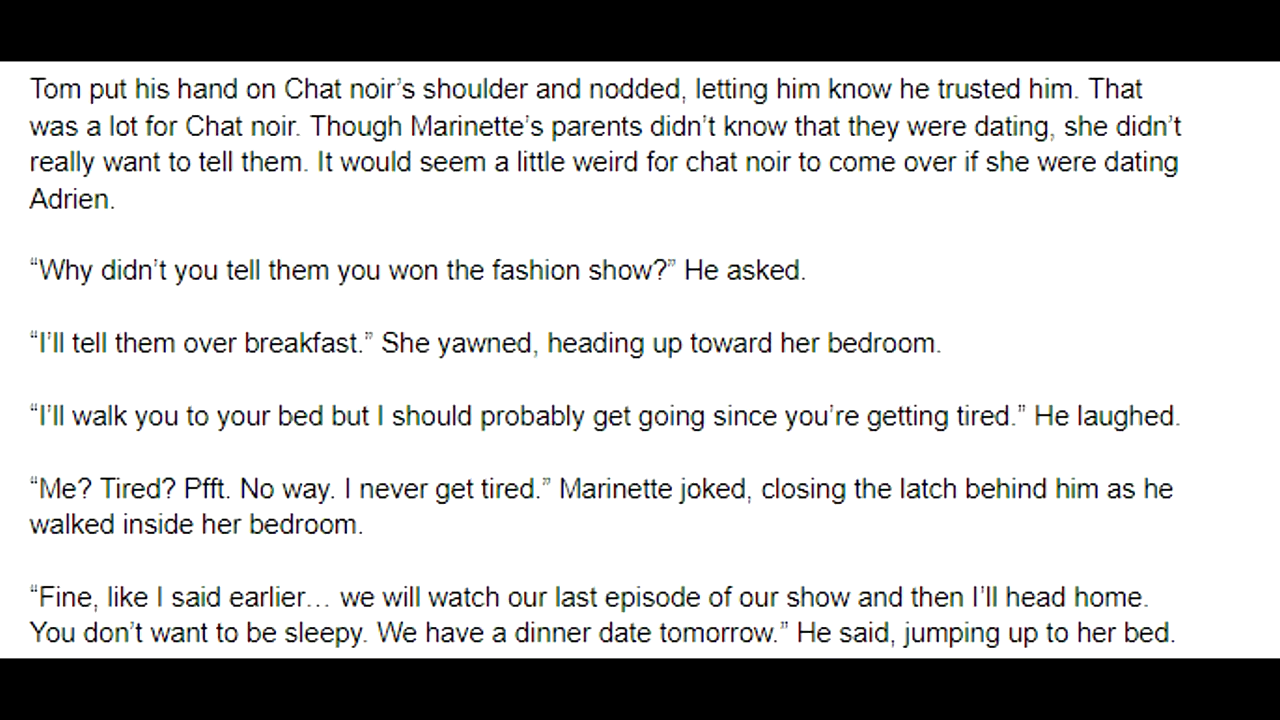 Tom put his hand on Chat noir’s shoulder and nodded, letting him know he trusted him. That
was a lot for Chat noir. Though Marinette’s parents didn’t know that they were dating, she didn’t
really want to tell them. It would seem a little weird for chat noir to come over if she were dating
Adrien.
“Why didn’t you tell them you won the fashion show?” He asked.
“I’ll tell them over breakfast.” She yawned, heading up toward her bedroom.
“I’ll walk you to your bed but I should probably get going since you’re getting tired.” He laughed.
“Me? Tired? Pfft. No way. I never get tired.” Marinette joked, closing the latch behind him as he
walked inside her bedroom.
“Fine, like I said earlier… we will watch our last episode of our show and then I’ll head home.
You don’t want to be sleepy. We have a dinner date tomorrow.” He said, jumping up to her bed.